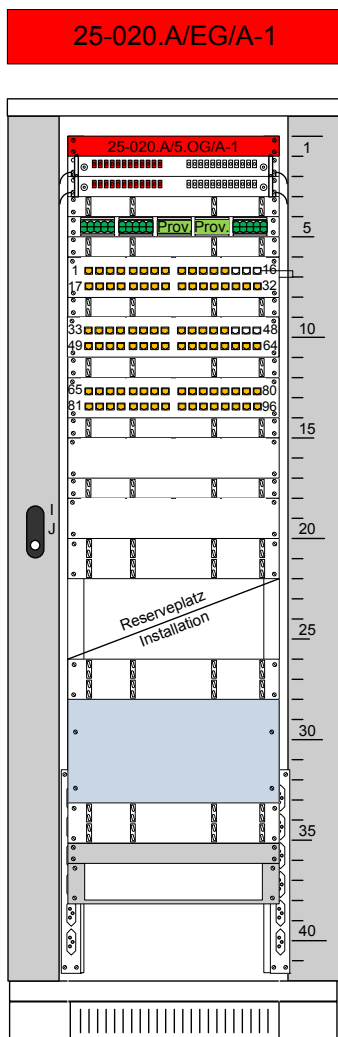 25-020.A/EG/A-1
25-020.A/5.OG/A-1
1
5
Prov. Prov.
1 16
17 32
33 48
10
49 64
65 80
81 96
15
I
J
20
Reserveplatz
Installation
25
30
35
40